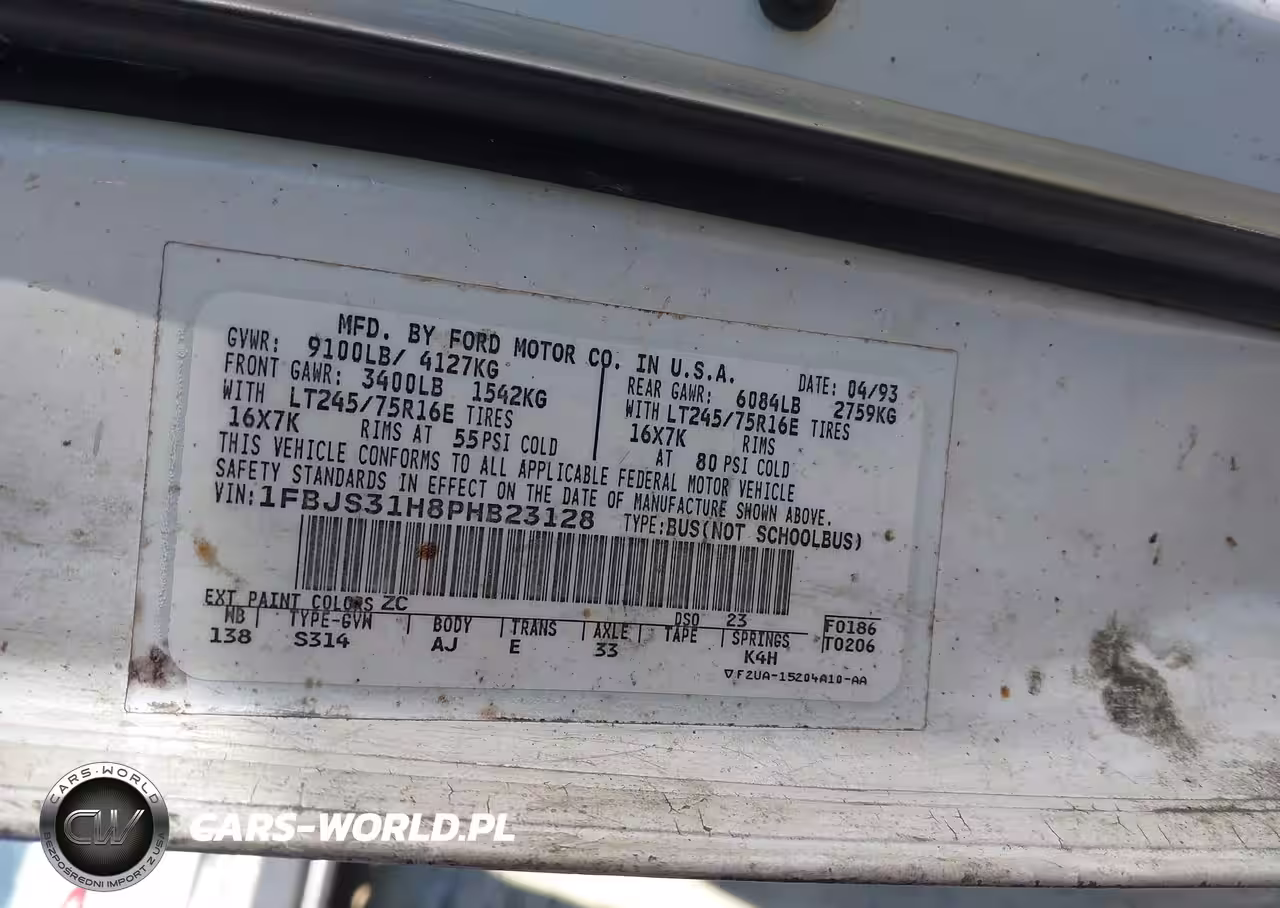 MFD. BY FORD MOTOR CO. IN U.S.A.
GVWR: 9100LB/ 4127KG
DATE: 04/93
FRONT GAWR: 3400LB 1542KG
REAR GAWR: 6084LB 2759KG
WITH LT245/75R16E TIRES
WITH LT245/75R16E TIRES
16X7K RIMS AT 55 PSI COLD
16X7K RIMS
AT 80 PSI COLD
THIS VEHICLE CONFORMS TO ALL APPLICABLE FEDERAL MOTOR VEHICLE
SAFETY STANDARDS IN EFFECT ON THE DATE OF MANUFACTURE SHOWN ABOVE.
VIN: 1FBJS31H8PHB23128 TYPE: BUS(NOT SCHOOLBUS)
EXT PAINT COLORS ZC DSO 23 F0186
WB TYPE-GVW BODY TRANS AXLE TAPE SPRINGS T0206
138 S314 AJ E 33 K4H
F2UA-15204A10-AA
CARS-WORLD
CW
BEZPOŚREDNI IMPORT Z USA
CARS-WORLD.PL